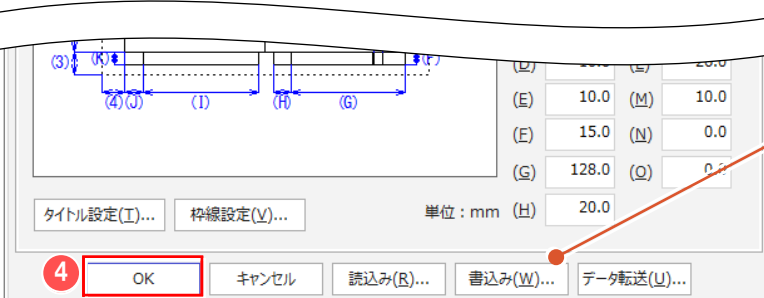 (3) (K) (F)
(4) (J) (I) (H) (G)
(E) 10.0 (M) 10.0
(F) 15.0 (N) 0.0
(G) 128.0 (O) 0.0
タイトル設定(T)... 枠線設定(V)... 単位：mm (H) 20.0
4 OK キャンセル 読込み(R)... 書込み(W)... データ転送(U)...